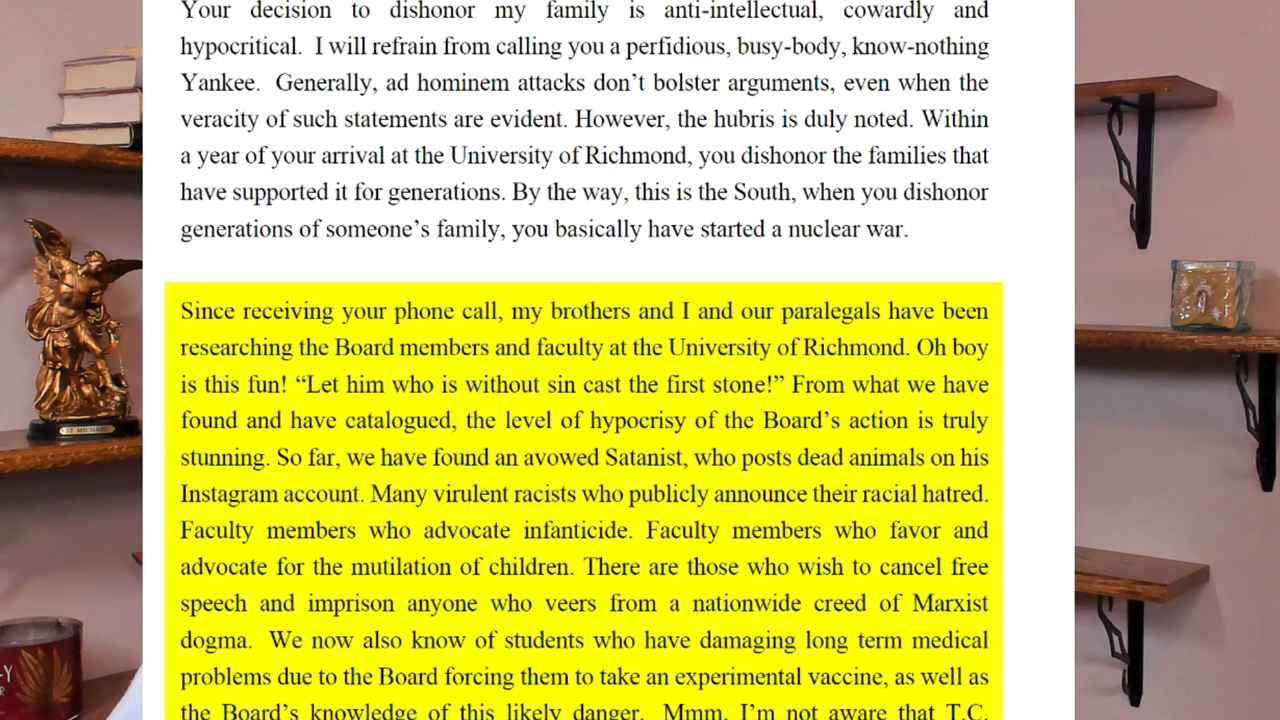 Your decision to dishonor my family is anti-intellectual, cowardly and
hypocritical.  I will refrain from calling you a perfidious, busy-body, know-nothing
Yankee.  Generally, ad hominem attacks don’t bolster arguments, even when the
veracity of such statements are evident. However, the hubris is duly noted. Within
a year of your arrival at the University of Richmond, you dishonor the families that
have supported it for generations. By the way, this is the South, when you dishonor
generations of someone’s family, you basically have started a nuclear war.
Since receiving your phone call, my brothers and I and our paralegals have been
researching the Board members and faculty at the University of Richmond. Oh boy
is this fun! “Let him who is without sin cast the first stone!” From what we have
found and have catalogued, the level of hypocrisy of the Board’s action is truly
stunning. So far, we have found an avowed Satanist, who posts dead animals on his
Instagram account. Many virulent racists who publicly announce their racial hatred.
Faculty members who advocate infanticide. Faculty members who favor and
advocate for the mutilation of children. There are those who wish to cancel free
speech and imprison anyone who veers from a nationwide creed of Marxist
dogma.  We now also know of students who have damaging long term medical
problems due to the Board forcing them to take an experimental vaccine, as well as
the Board’s knowledge of this likely danger.  Mmm, I’m not aware that T.C.
ST MICHAEL